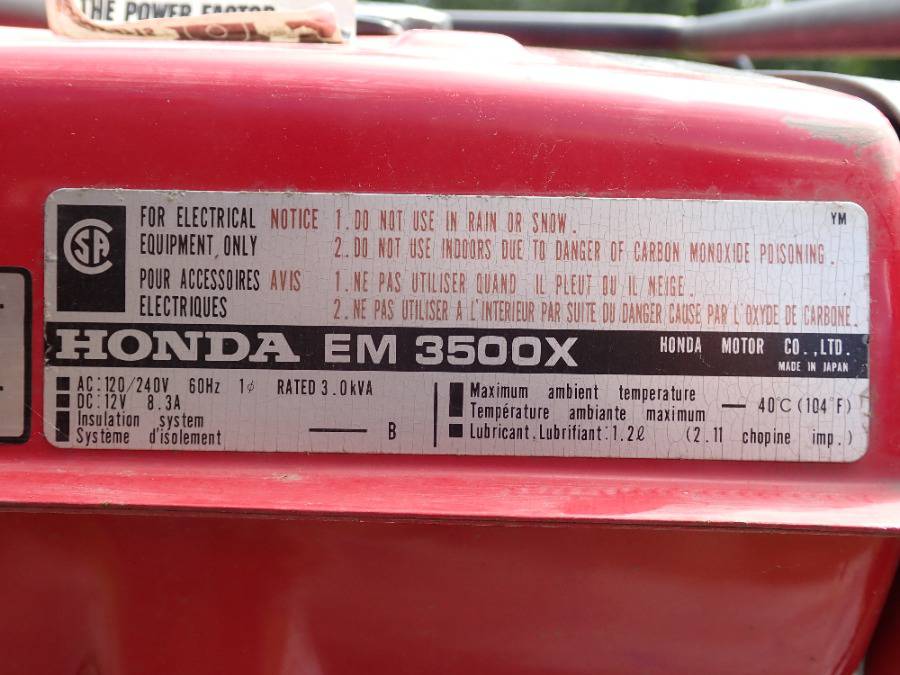 THE POWER FACTOR
SA
FOR ELECTRICAL NOTICE 1. DO NOT USE IN RAIN OR SNOW. YM
EQUIPMENT, ONLY 2. DO NOT USE INDOORS DUE TO DANGER OF CARBON MONOXIDE POISONING.
POUR ACCESSOIRES AVIS 1. NE PAS UTILISER QUAND IL PLEUT OU IL NEIGE.
ELECTRIQUES 2. NE PAS UTILISER A L'INTERIEUR PAR SUITE DU DANGER CAUSE PAR L'OXYDE DE CARBONE.
HONDA EM 3500X HONDA MOTOR CO.,LTD.
MADE IN JAPAN
AC:120/240V 60Hz 1ø RATED 3.0kVA
DC:12V 8.3A
Insulation system
Système d'isolement — B
Maximum ambient temperature
Température ambiante maximum — 40°C (104°F)
Lubricant, Lubrifiant: 1.2ℓ (2.11 chopine imp.)